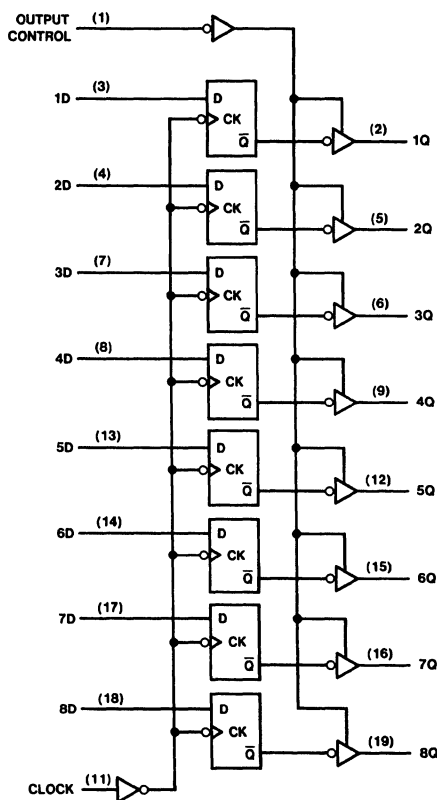 OUTPUT CONTROL (1)
1D (3) D CK Q̅ (2) 1Q
2D (4) D CK Q̅ (5) 2Q
3D (7) D CK Q̅ (6) 3Q
4D (8) D CK Q̅ (9) 4Q
5D (13) D CK Q̅ (12) 5Q
6D (14) D CK Q̅ (15) 6Q
7D (17) D CK Q̅ (16) 7Q
8D (18) D CK Q̅ (19) 8Q
CLOCK (11)